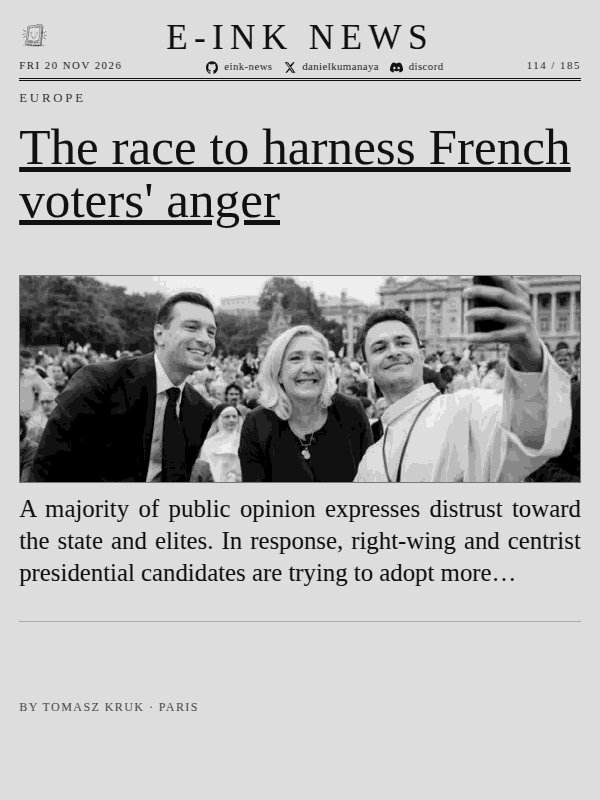 E-INK NEWS
FRI 20 NOV 2026
eink-news
danielkumanaya
discord
114 / 185
EUROPE
The race to harness French
voters' anger
A majority of public opinion expresses distrust toward
the state and elites. In response, right-wing and centrist
presidential candidates are trying to adopt more…
BY TOMASZ KRUK · PARIS